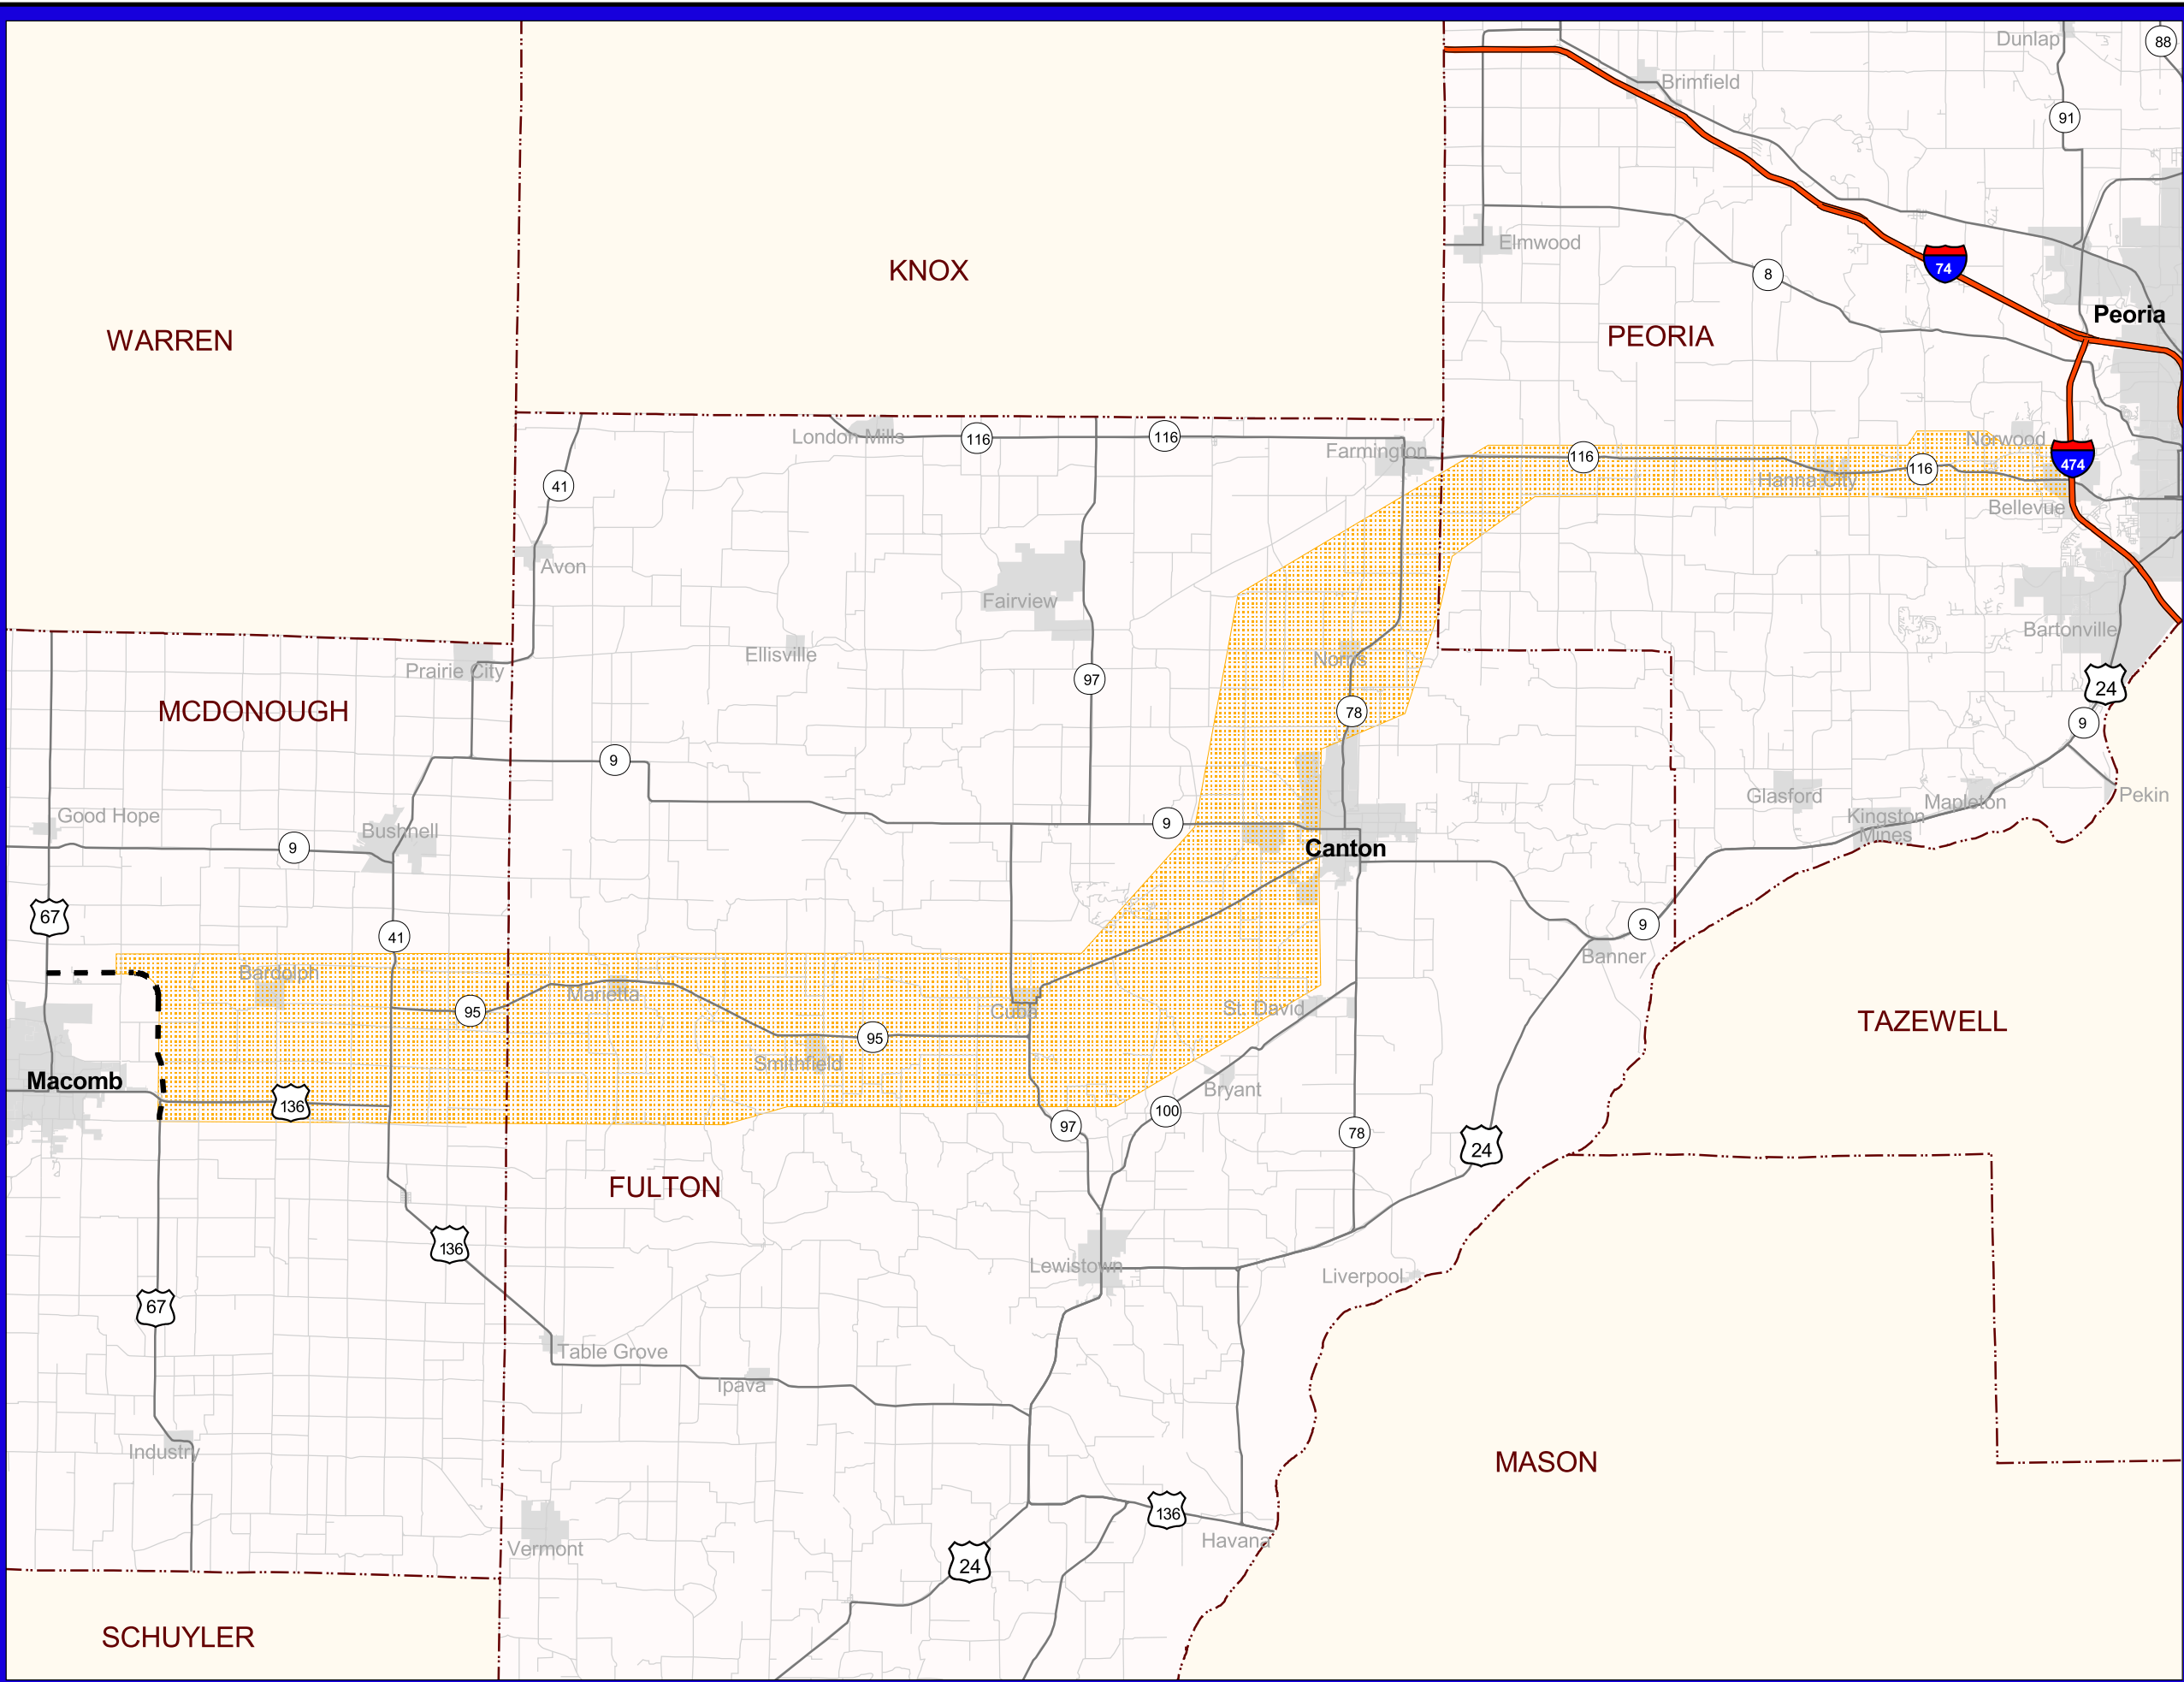 Dunlap
88
Brimfield
91
Elmwood
KNOX
8
74
Peoria
WARREN
PEORIA
London Mills
116
116
Farmington
116
Hanna City
116
Norwood
474
41
Bellevue
Avon
Fairview
Ellisville
Bartonville
Prairie City
97
Norris
24
MCDONOUGH
78
9
9
Good Hope
Bushnell
9
9
Glasford
Mapleton
Pekin
Kingston
Mines
Canton
67
41
9
Banner
Bardolph
Marietta
95
Cuba
St. David
TAZEWELL
95
Smithfield
Macomb
136
Bryant
100
97
78
24
FULTON
136
Lewistown
Liverpool
67
Table Grove
Ipava
Industry
MASON
136
Vermont
Havana
24
SCHUYLER